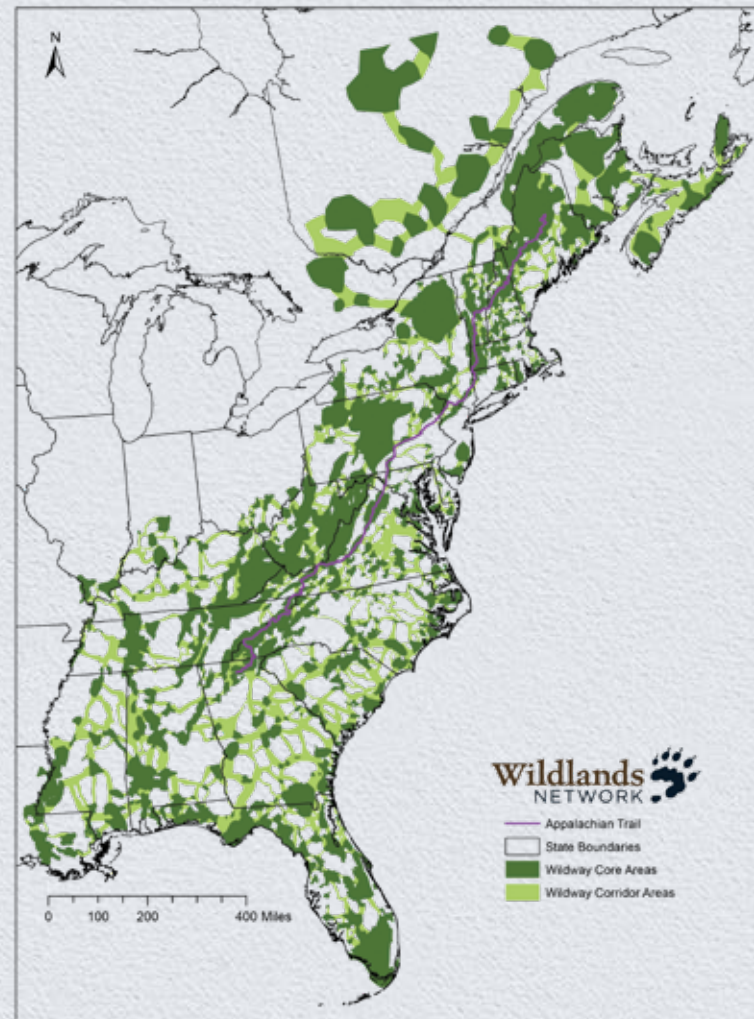 N
Wildlands
NETWORK
Appalachian Trail
State Boundaries
Wildway Core Areas
Wildway Corridor Areas
0 100 200 400 Miles